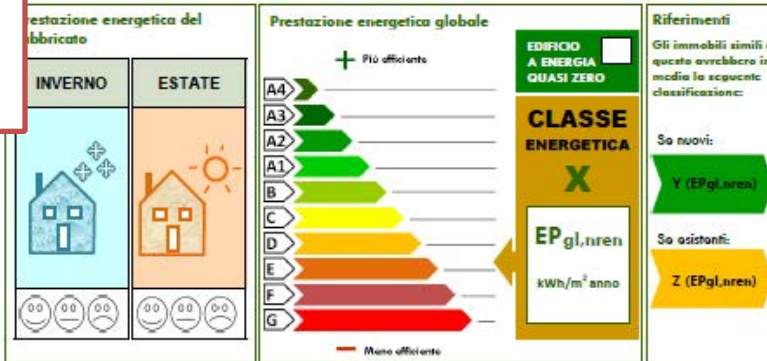 restazione energetica del
abbricato
INVERNO
ESTATE
Prestazione energetica globale
Più efficiente
A4
A3
A2
A1
B
C
D
E
F
G
Meno efficiente
EDIFICIO
A ENERGIA
QUASI ZERO
CLASSE
ENERGETICA
X
EPgl,nren
kWh/m² anno
Riferimenti
Gli immobili simili
questo avrebbero in
media la seguente
classificazione:
Se nuovi:
Y (EPgl,nren)
Se esistenti:
Z (EPgl,nren)